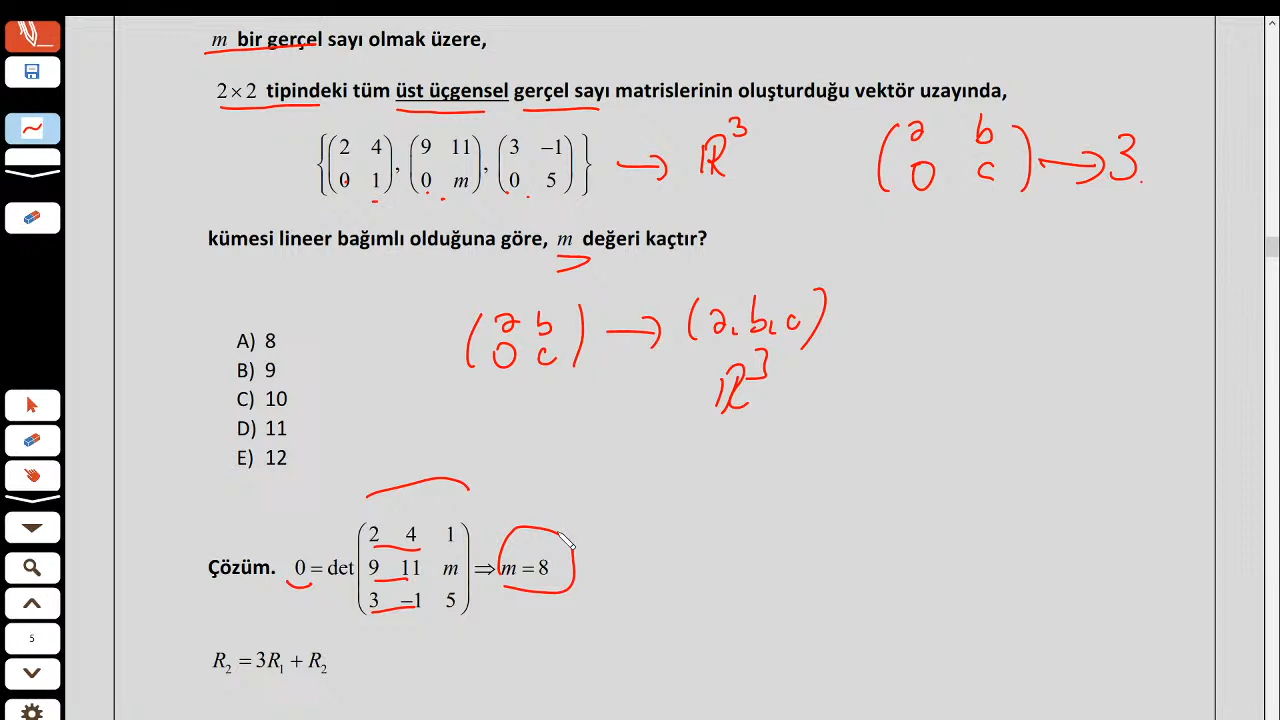 m bir gerçel sayı olmak üzere,
2 × 2 tipindeki tüm üst üçgensel gerçel sayı matrislerinin oluşturduğu vektör uzayında,
{(2 4 0 1), (9 11 0 m), (3 −1 0 5)} → ℝ³ (a b 0 c) → 3
kümesi lineer bağımlı olduğuna göre, m değeri kaçtır?
(a b 0 c) → (a, b, c)
ℝ³
A) 8
B) 9
C) 10
D) 11
E) 12
2 4 1
Çözüm. 0 = det 9 11 m ⇒ m = 8
3 −1 5
R₂ = 3R₁ + R₂
5